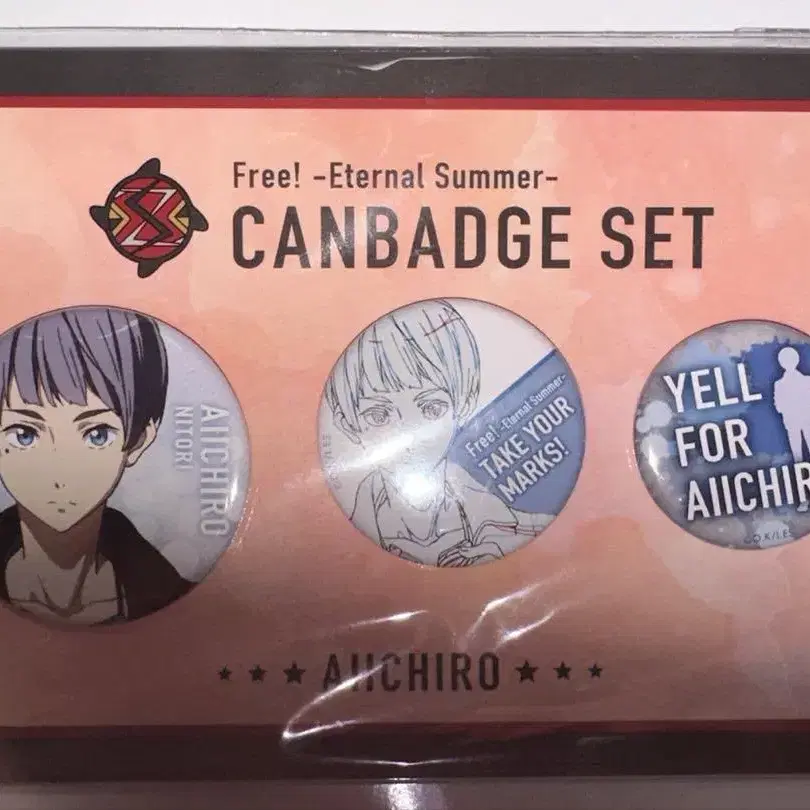 Free! -Eternal Summer-
CANBADGE SET
AIICHIRO
NITORI
Free! -Eternal Summer-
TAKE YOUR
MARKS!
YELL
FOR
AIICHIR
★★★ AIICHIRO ★★★